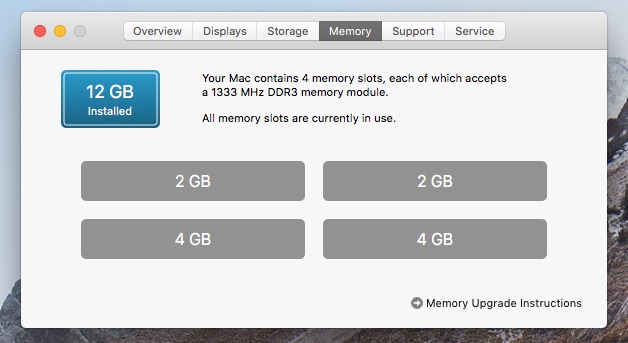 Overview Displays Storage Memory Support Service
12 GB
Installed
Your Mac contains 4 memory slots, each of which accepts
a 1333 MHz DDR3 memory module.
All memory slots are currently in use.
2 GB 2 GB
4 GB 4 GB
Memory Upgrade Instructions